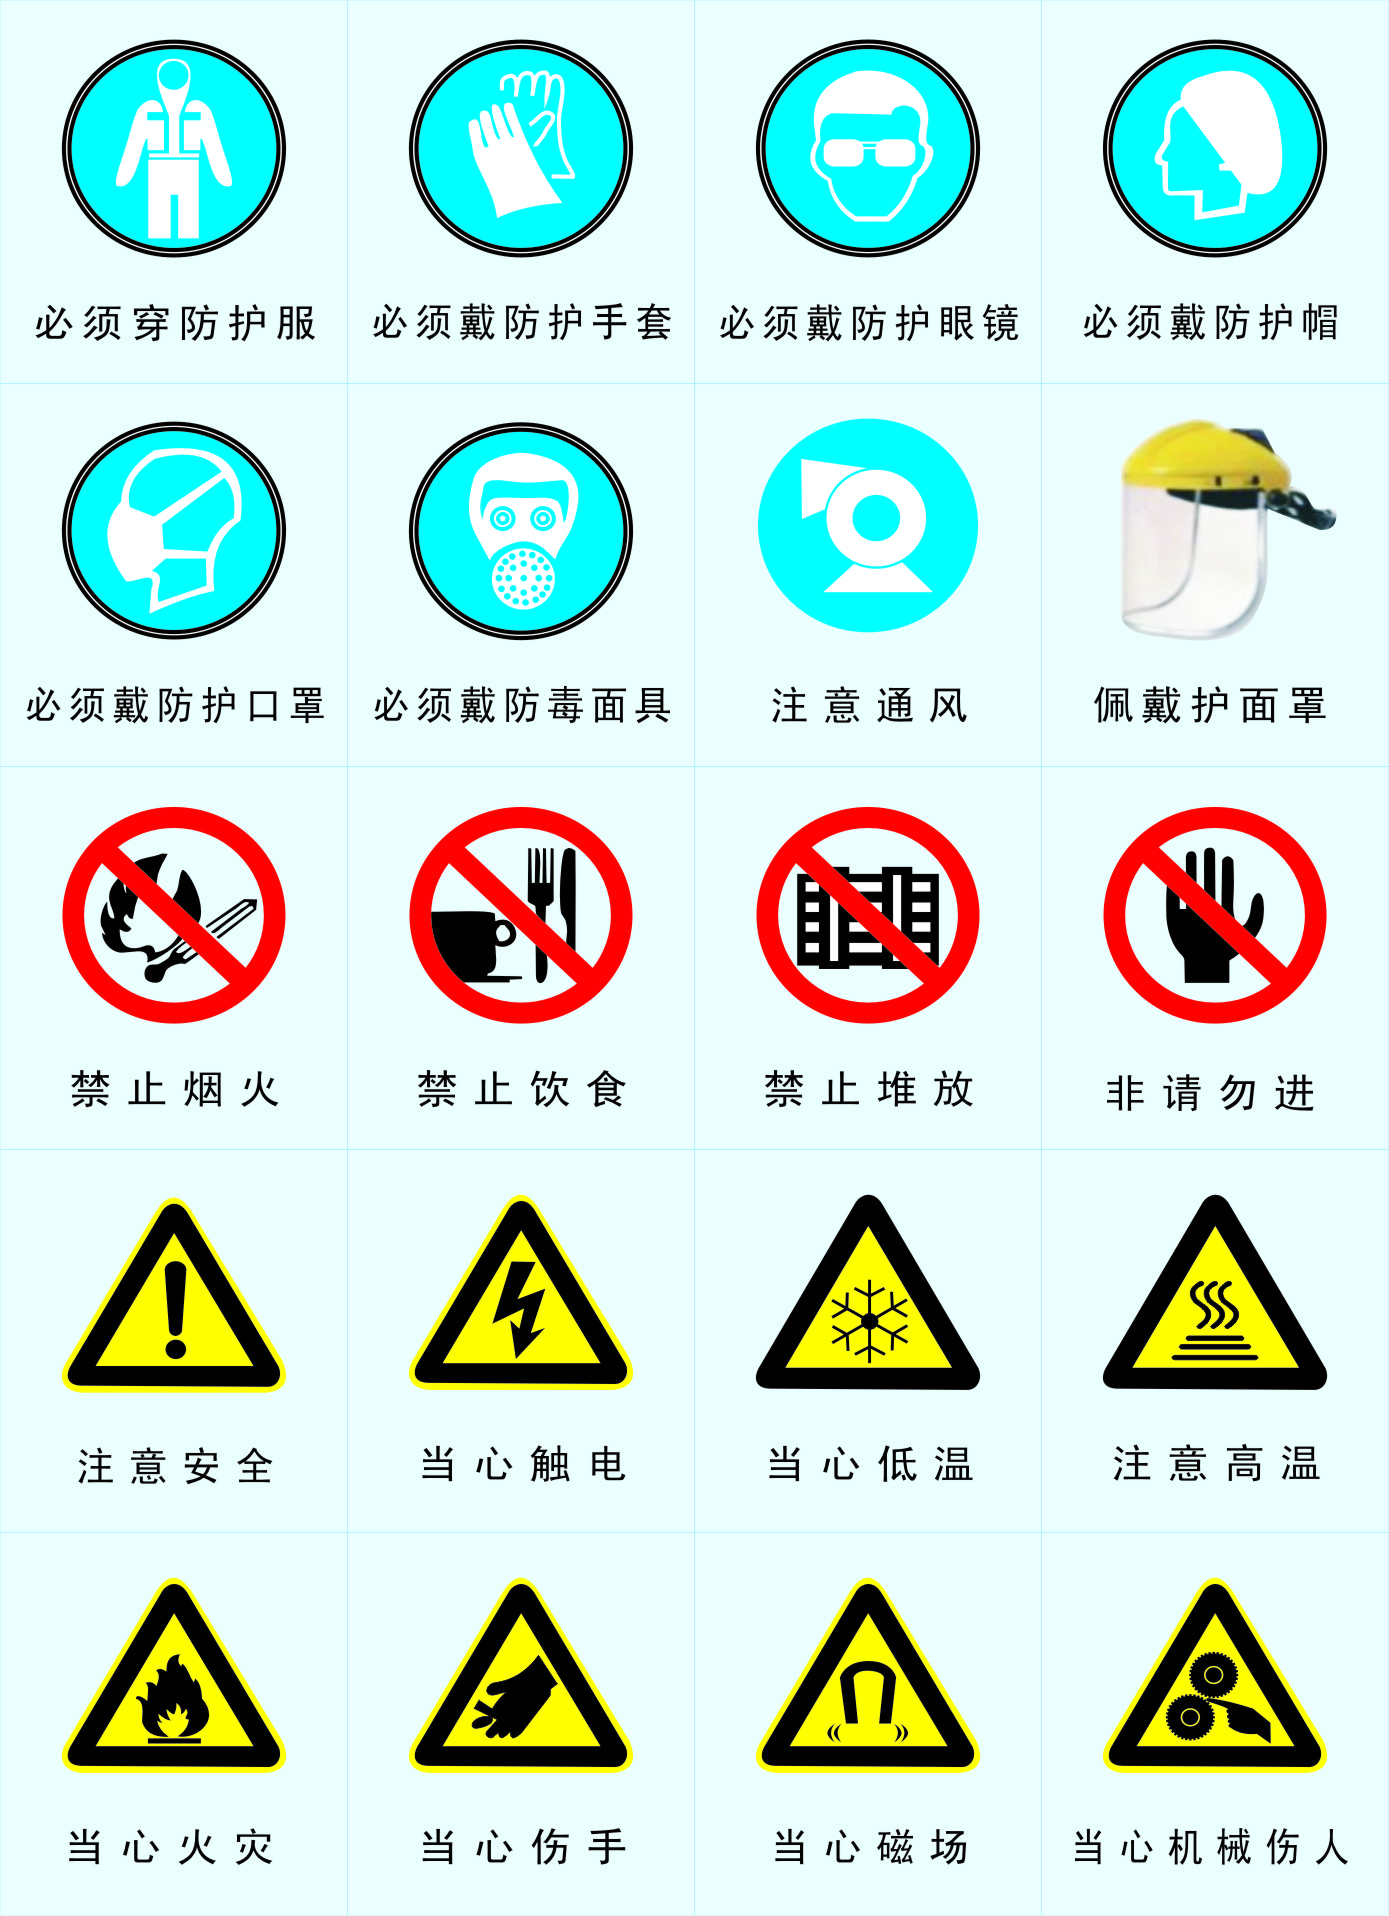 必须穿防护服
必须戴防护手套
必须戴防护眼镜
必须戴防护帽
必须戴防护口罩
必须戴防毒面具
注意通风
佩戴护面罩
禁止烟火
禁止饮食
禁止堆放
非请勿进
注意安全
当心触电
当心低温
注意高温
当心火灾
当心伤手
当心磁场
当心机械伤人